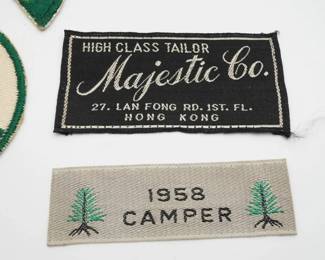 HIGH CLASS TAILOR
Majestic Co.
27. LAN FONG RD. 1ST. FL.
HONG KONG
1958
CAMPER